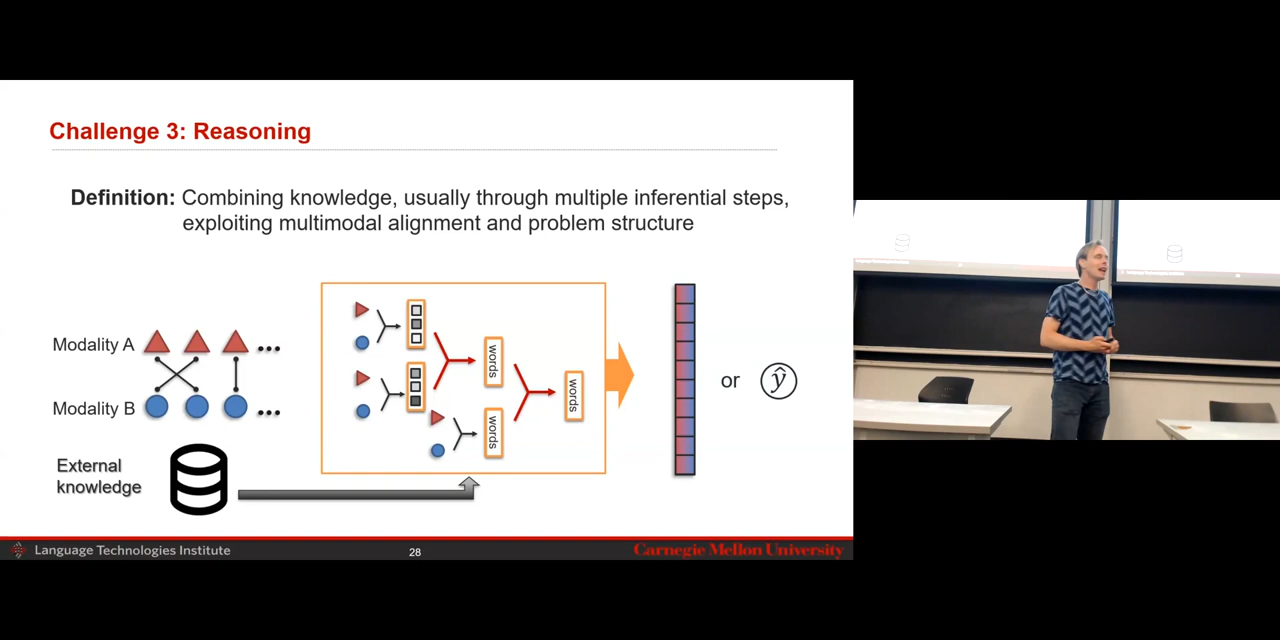 Challenge 3: Reasoning
Definition: Combining knowledge, usually through multiple inferential steps,
exploiting multimodal alignment and problem structure
Modality A
Modality B
External
knowledge
words
words
words
or
ŷ
Language Technologies Institute
28
Carnegie Mellon University